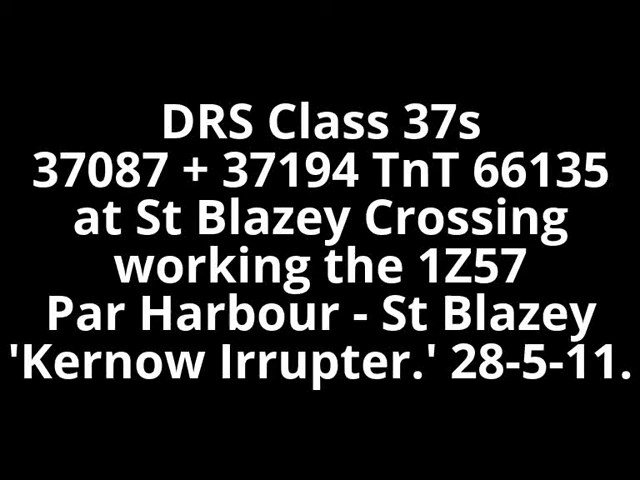 DRS Class 37s
37087 + 37194 TnT 66135
at St Blazey Crossing
working the 1Z57
Par Harbour - St Blazey
'Kernow Irrupter.' 28-5-11.